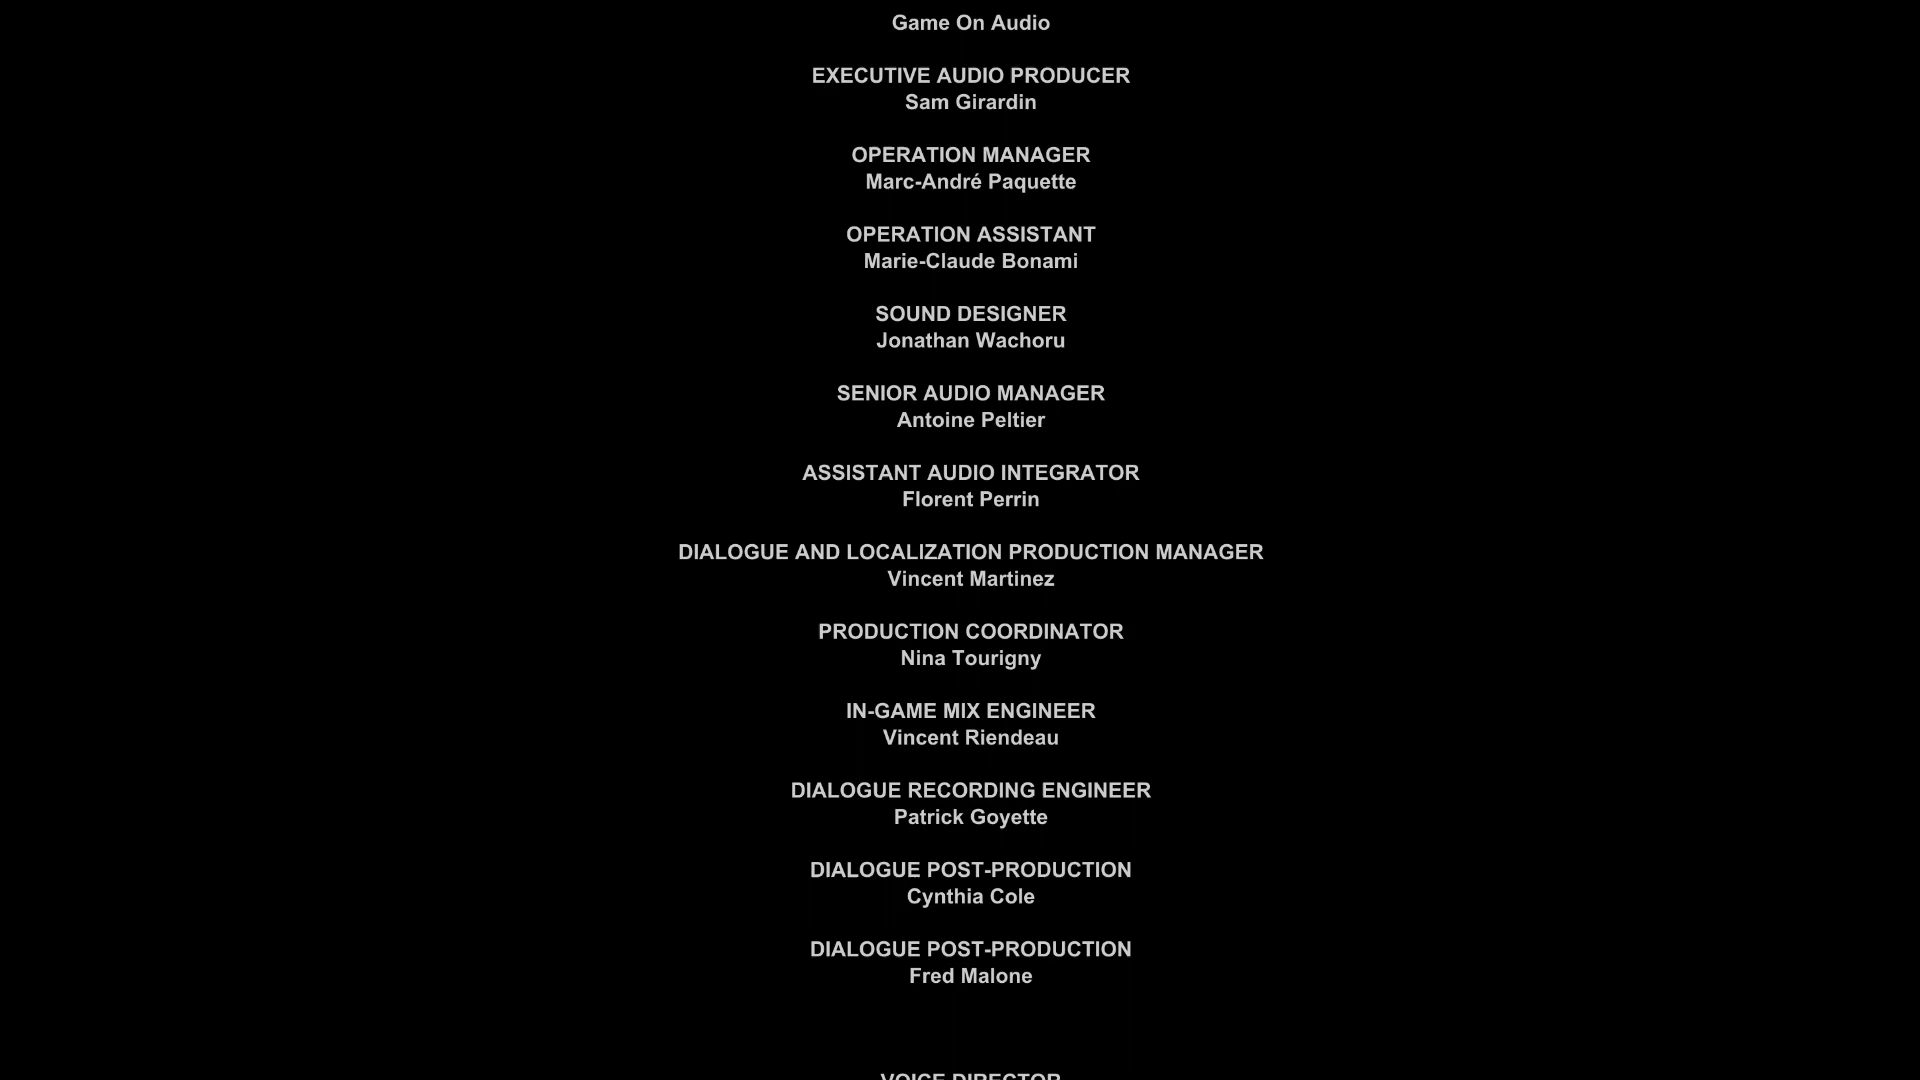 Game On Audio
EXECUTIVE AUDIO PRODUCER
Sam Girardin
OPERATION MANAGER
Marc-André Paquette
OPERATION ASSISTANT
Marie-Claude Bonami
SOUND DESIGNER
Jonathan Wachoru
SENIOR AUDIO MANAGER
Antoine Peltier
ASSISTANT AUDIO INTEGRATOR
Florent Perrin
DIALOGUE AND LOCALIZATION PRODUCTION MANAGER
Vincent Martinez
PRODUCTION COORDINATOR
Nina Tourigny
IN-GAME MIX ENGINEER
Vincent Riendeau
DIALOGUE RECORDING ENGINEER
Patrick Goyette
DIALOGUE POST-PRODUCTION
Cynthia Cole
DIALOGUE POST-PRODUCTION
Fred Malone
VOICE DIRECTOR